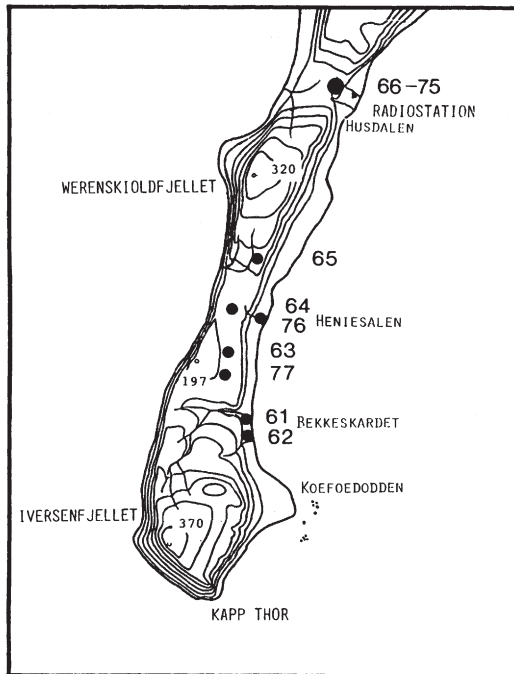 66-75
RADIOSTATION
HUSDALEN
320
WERENSKIOLDFJELLET
65
64
76 HENIESALEN
63
77
197
61 BEKKESKARDET
62
KOEFOEDODDEN
IVERSENFJELLET
370
KAPP THOR